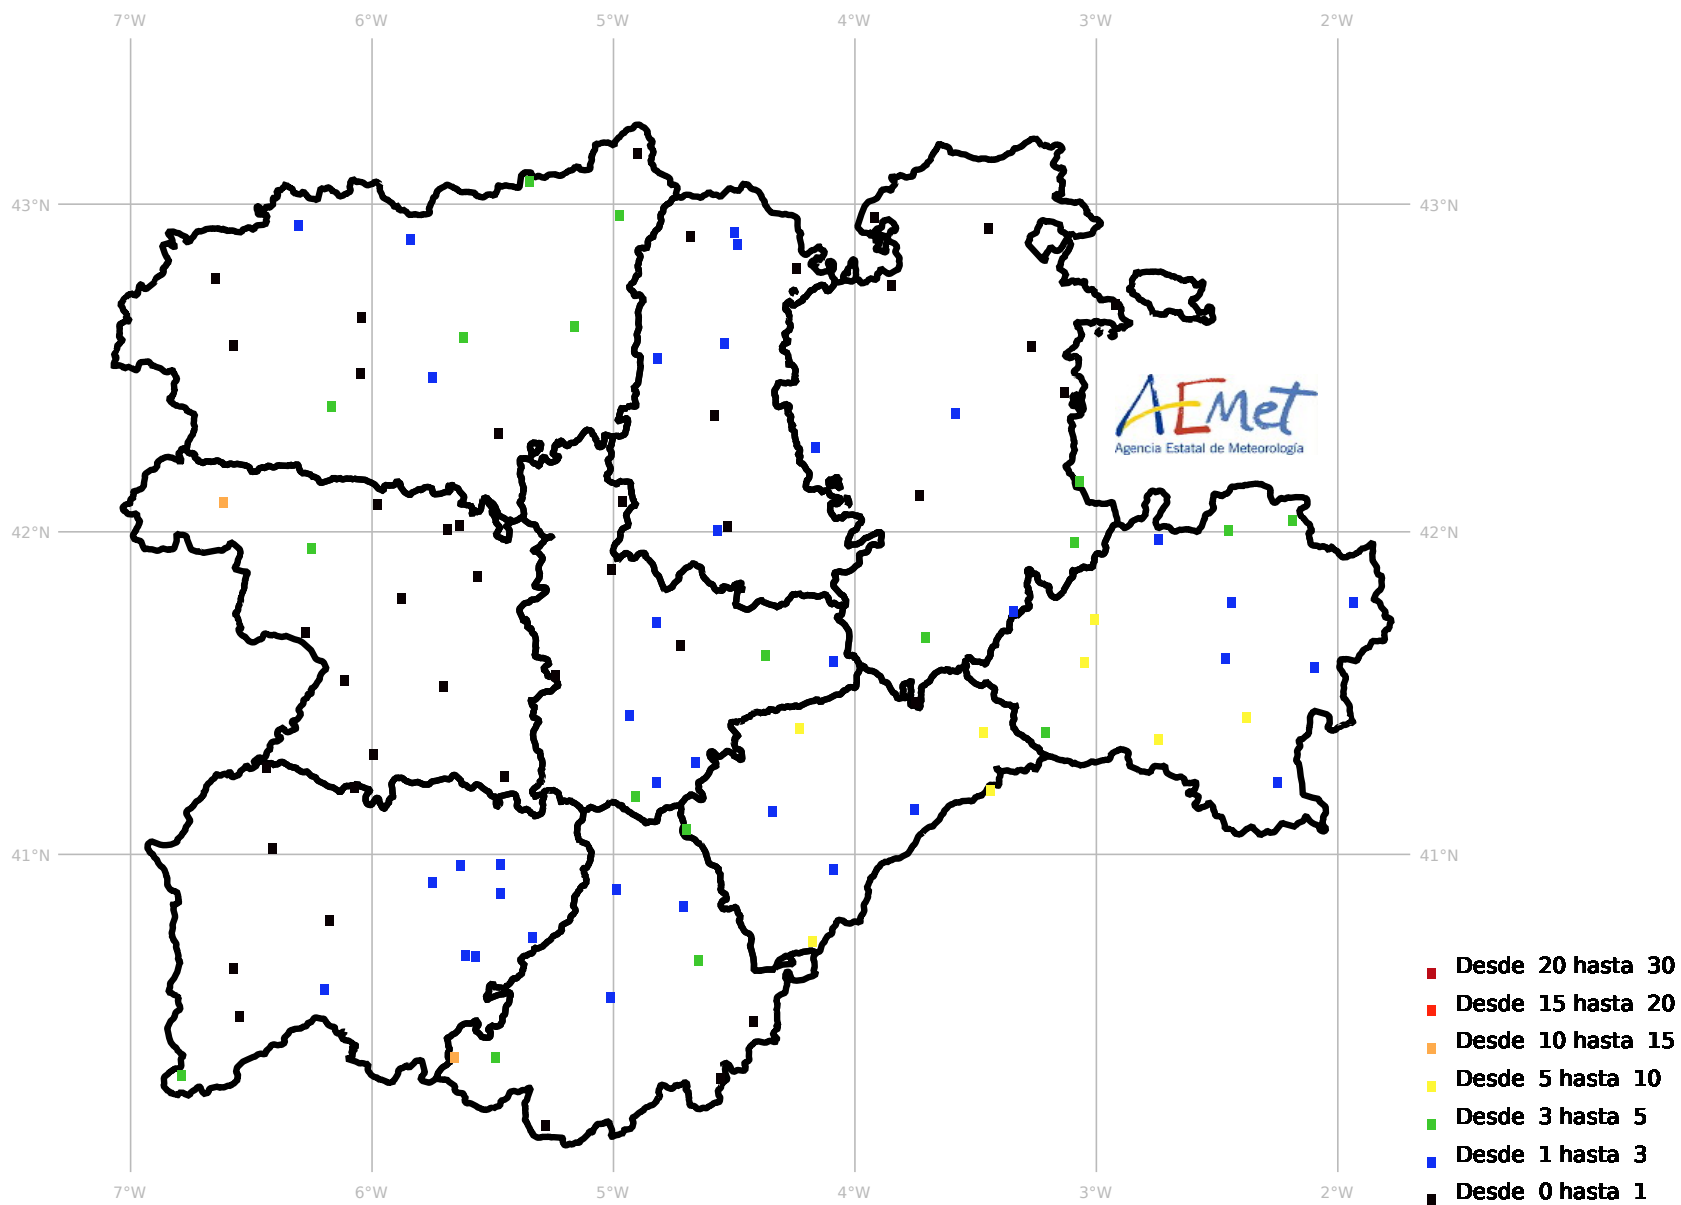 7°W 6°W 5°W 4°W 3°W 2°W
43°N 43°N
AEMet
Agencia Estatal de Meteorología
42°N 42°N
41°N 41°N
Desde 20 hasta 30
Desde 15 hasta 20
Desde 10 hasta 15
Desde 5 hasta 10
Desde 3 hasta 5
Desde 1 hasta 3
Desde 0 hasta 1
7°W 6°W 5°W 4°W 3°W 2°W